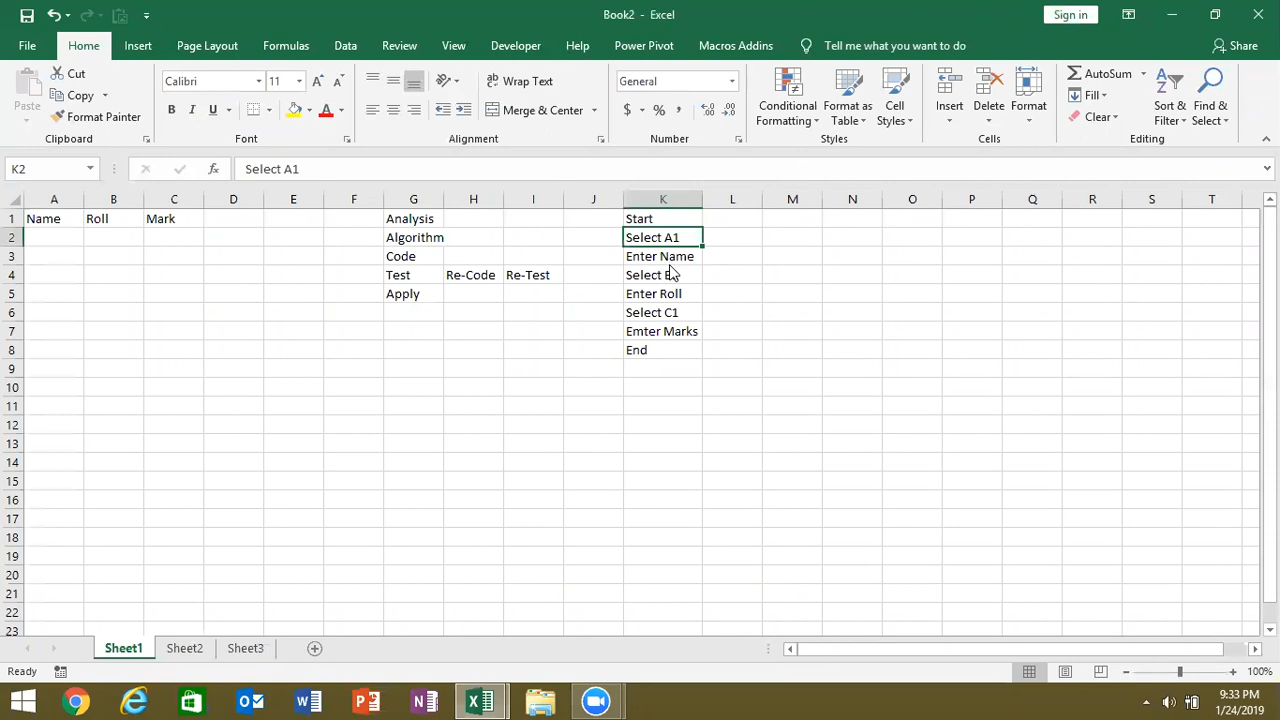 Book2 - Excel
Sign in
File Home Insert Page Layout Formulas Data Review View Developer Help Power Pivot Macros Addins Tell me what you want to do Share
Paste Cut Copy Format Painter
Calibri 11
B I U A
Wrap Text
Merge & Center
General
$ % ,
Conditional Formatting Format as Table Cell Styles
Insert Delete Format
AutoSum Fill Clear
Sort & Filter Find & Select
Clipboard Font Alignment Number Styles Cells Editing
K2 fx Select A1
A B C D E F G H I J K L M N O P Q R S T
1 Name Roll Mark Analysis Start
2 Algorithm Select A1
3 Code Enter Name
4 Test Re-Code Re-Test Select
5 Apply Enter Roll
6 Select C1
7 Emter Marks
8 End
9
10
11
12
13
14
15
16
17
18
19
20
21
22
23
Sheet1 Sheet2 Sheet3
Ready 100%
9:33 PM
1/24/2019